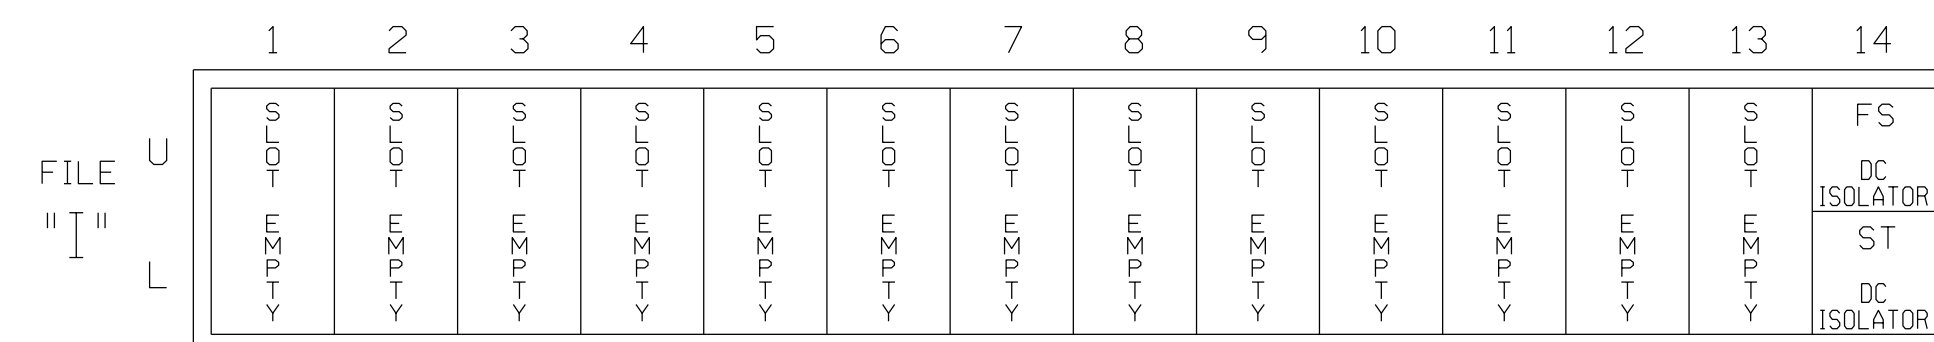 1 2 3 4 5 6 7 8 9 10 11 12 13 14
FILE
"I"
U
L
SLOT EMPTY
SLOT EMPTY
SLOT EMPTY
SLOT EMPTY
SLOT EMPTY
SLOT EMPTY
SLOT EMPTY
SLOT EMPTY
SLOT EMPTY
SLOT EMPTY
SLOT EMPTY
SLOT EMPTY
SLOT EMPTY
FS
DC
ISOLATOR
ST
DC
ISOLATOR